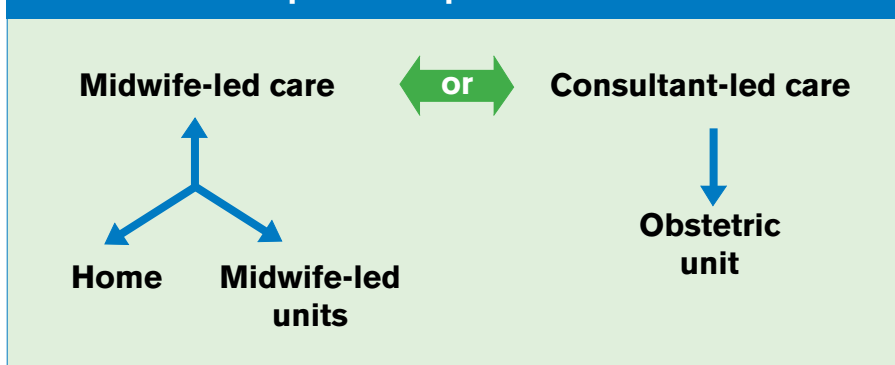 Midwife-led care
or
Consultant-led care
Home
Midwife-led
units
Obstetric
unit